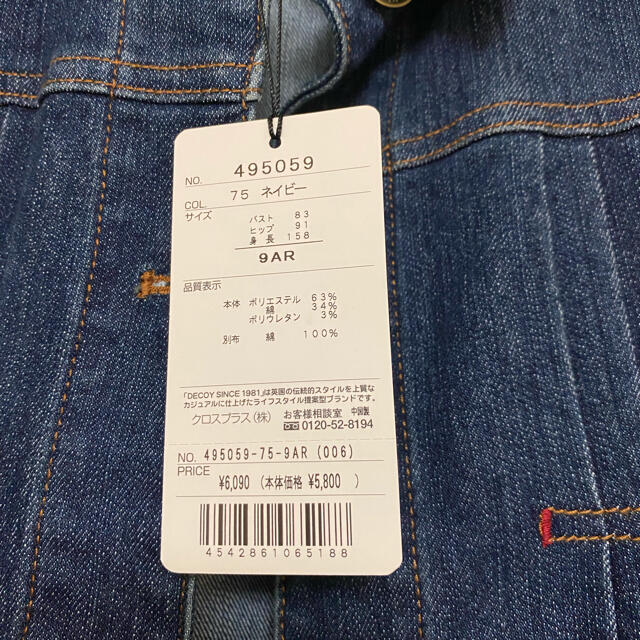 NO. 495059
COL. 75 ネイビー
サイズ バスト 83
ヒップ 91
身長 158
9AR
品質表示
本体 ポリエステル 63%
綿 34%
ポリウレタン 3%
別布 綿 100%
「DECOY SINCE 1981」は英国の伝統的スタイルを上質な
カジュアルに仕上げたライフスタイル提案型ブランドです。
クロスプラス(株) お客様相談室 中国製
0120-52-8194
NO. 495059-75-9AR (006)
PRICE
¥6,090 (本体価格 ¥5,800 )
4542861065188